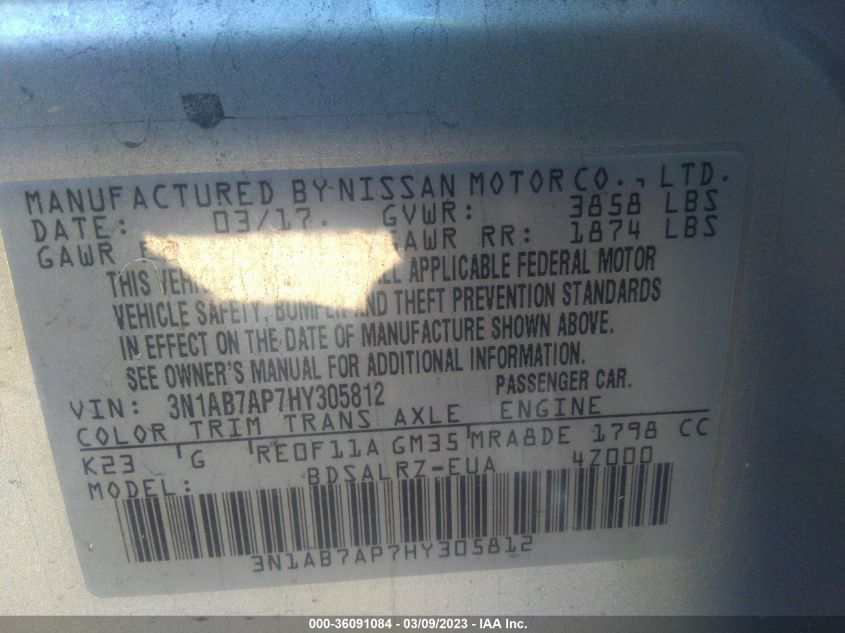 MANUFACTURED BY NISSAN MOTOR CO., LTD.
DATE: 03/17. GVWR: 3858 LBS
GAWR GAWR RR: 1874 LBS
THIS ALL APPLICABLE FEDERAL MOTOR
VEHICLE SAFETY, BUMPER AND THEFT PREVENTION STANDARDS
IN EFFECT ON THE DATE OF MANUFACTURE SHOWN ABOVE.
SEE OWNER'S MANUAL FOR ADDITIONAL INFORMATION.
VIN: 3N1AB7AP7HY305812 PASSENGER CAR.
COLOR TRIM TRANS AXLE ENGINE
K23 G RE0F11A GM35 MRA8DE 1798 CC
MODEL: BDSALRZ-EUA 4Z000
3N1AB7AP7HY305812
000-36091084 - 03/09/2023 - IAA Inc.